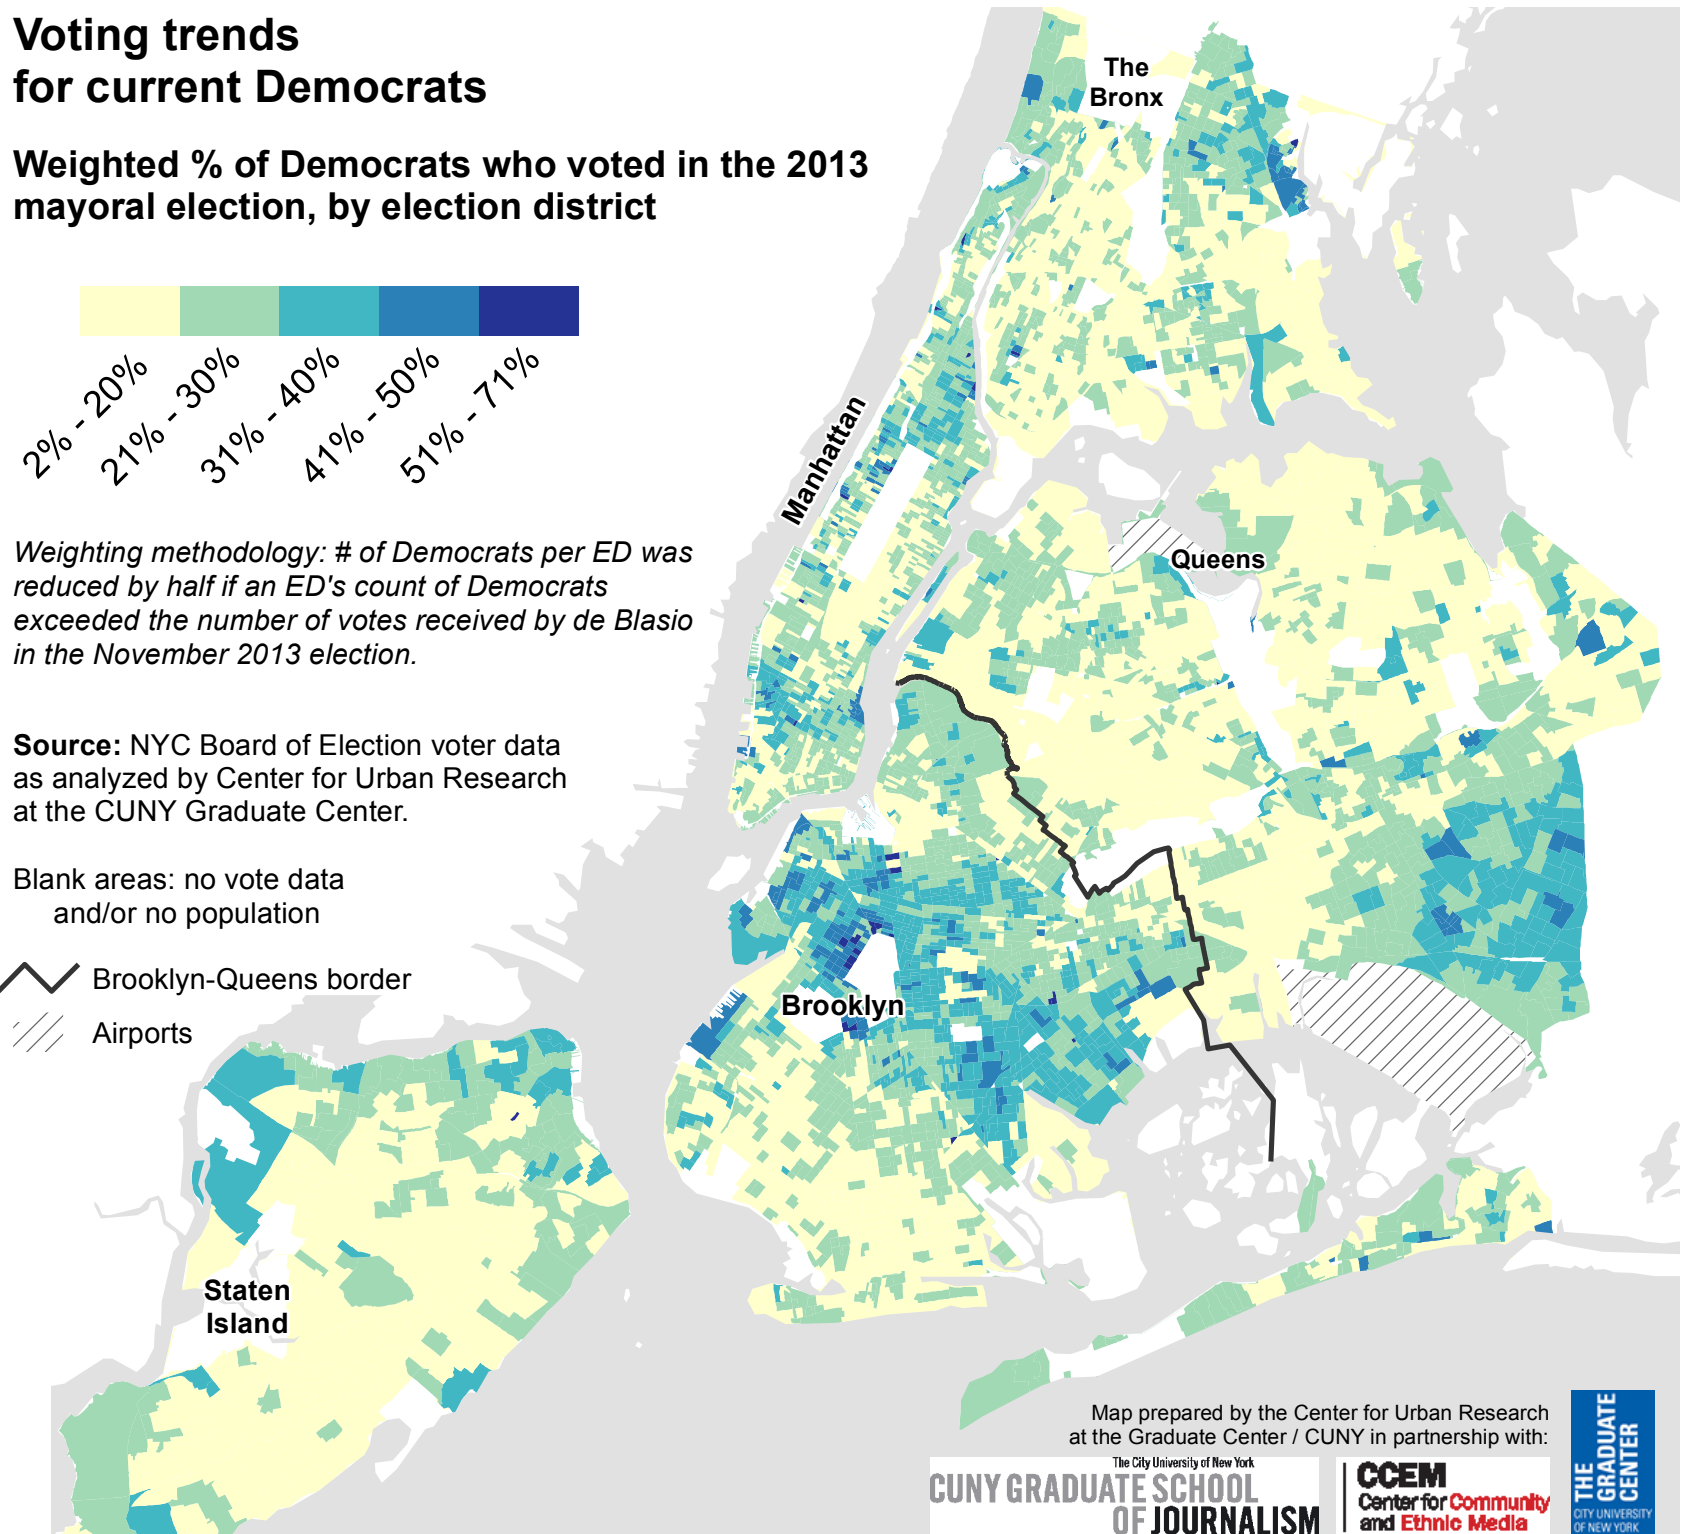 Voting trends
for current Democrats
Weighted % of Democrats who voted in the 2013
mayoral election, by election district
2% - 20%
21% - 30%
31% - 40%
41% - 50%
51% - 71%
Weighting methodology: # of Democrats per ED was
reduced by half if an ED's count of Democrats
exceeded the number of votes received by de Blasio
in the November 2013 election.
Source: NYC Board of Election voter data
as analyzed by Center for Urban Research
at the CUNY Graduate Center.
Blank areas: no vote data
and/or no population
Brooklyn-Queens border
Airports
The
Bronx
Manhattan
Queens
Brooklyn
Staten
Island
Map prepared by the Center for Urban Research
at the Graduate Center / CUNY in partnership with:
The City University of New York
CUNY GRADUATE SCHOOL
OF JOURNALISM
CCEM
Center for Community
and Ethnic Media
THE
GRADUATE
CENTER
CITY UNIVERSITY
OF NEW YORK